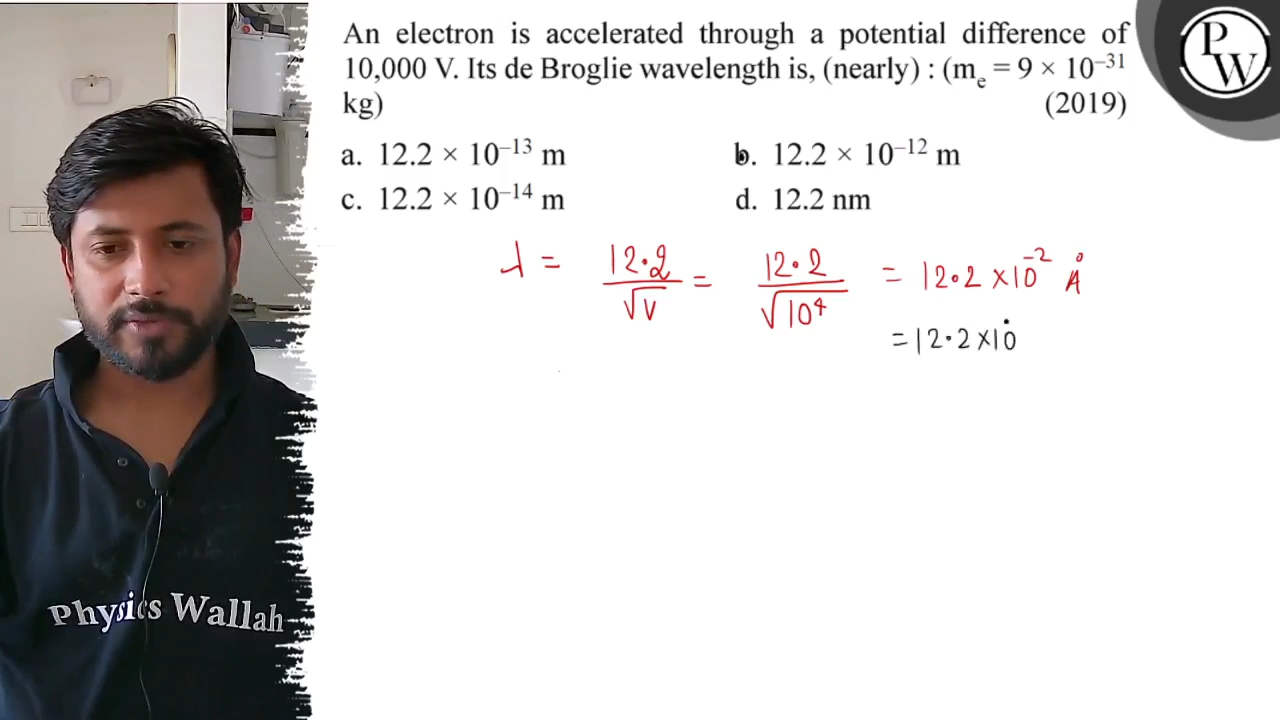 An electron is accelerated through a potential difference of
10,000 V. Its de Broglie wavelength is, (nearly) : (mₑ = 9 × 10⁻³¹
kg) (2019)
a. 12.2 × 10⁻¹³ m b. 12.2 × 10⁻¹² m
c. 12.2 × 10⁻¹⁴ m d. 12.2 nm
λ = 12.2/√V = 12.2/√10⁴ = 12.2 × 10⁻² Å
= 12.2 × 10
PW
Physics Wallah